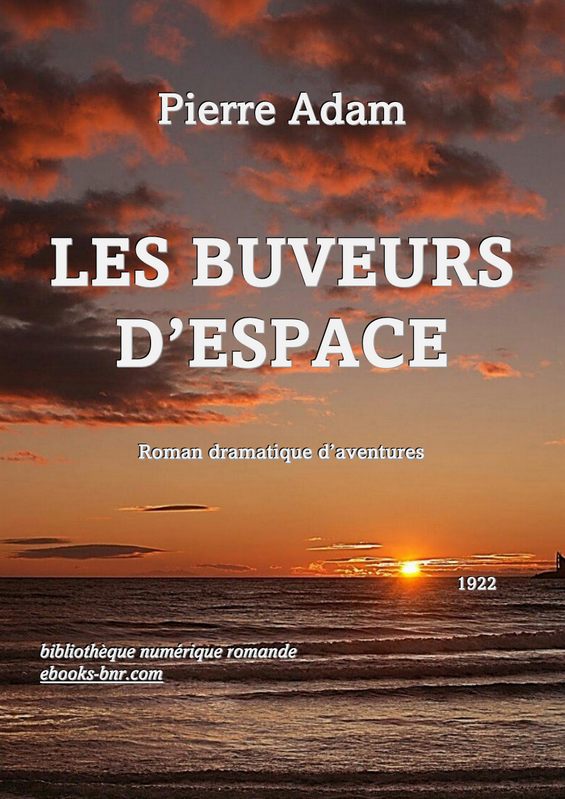 Pierre Adam
LES BUVEURS
D’ESPACE
Roman dramatique d’aventures
1922
bibliothèque numérique romande
ebooks-bnr.com